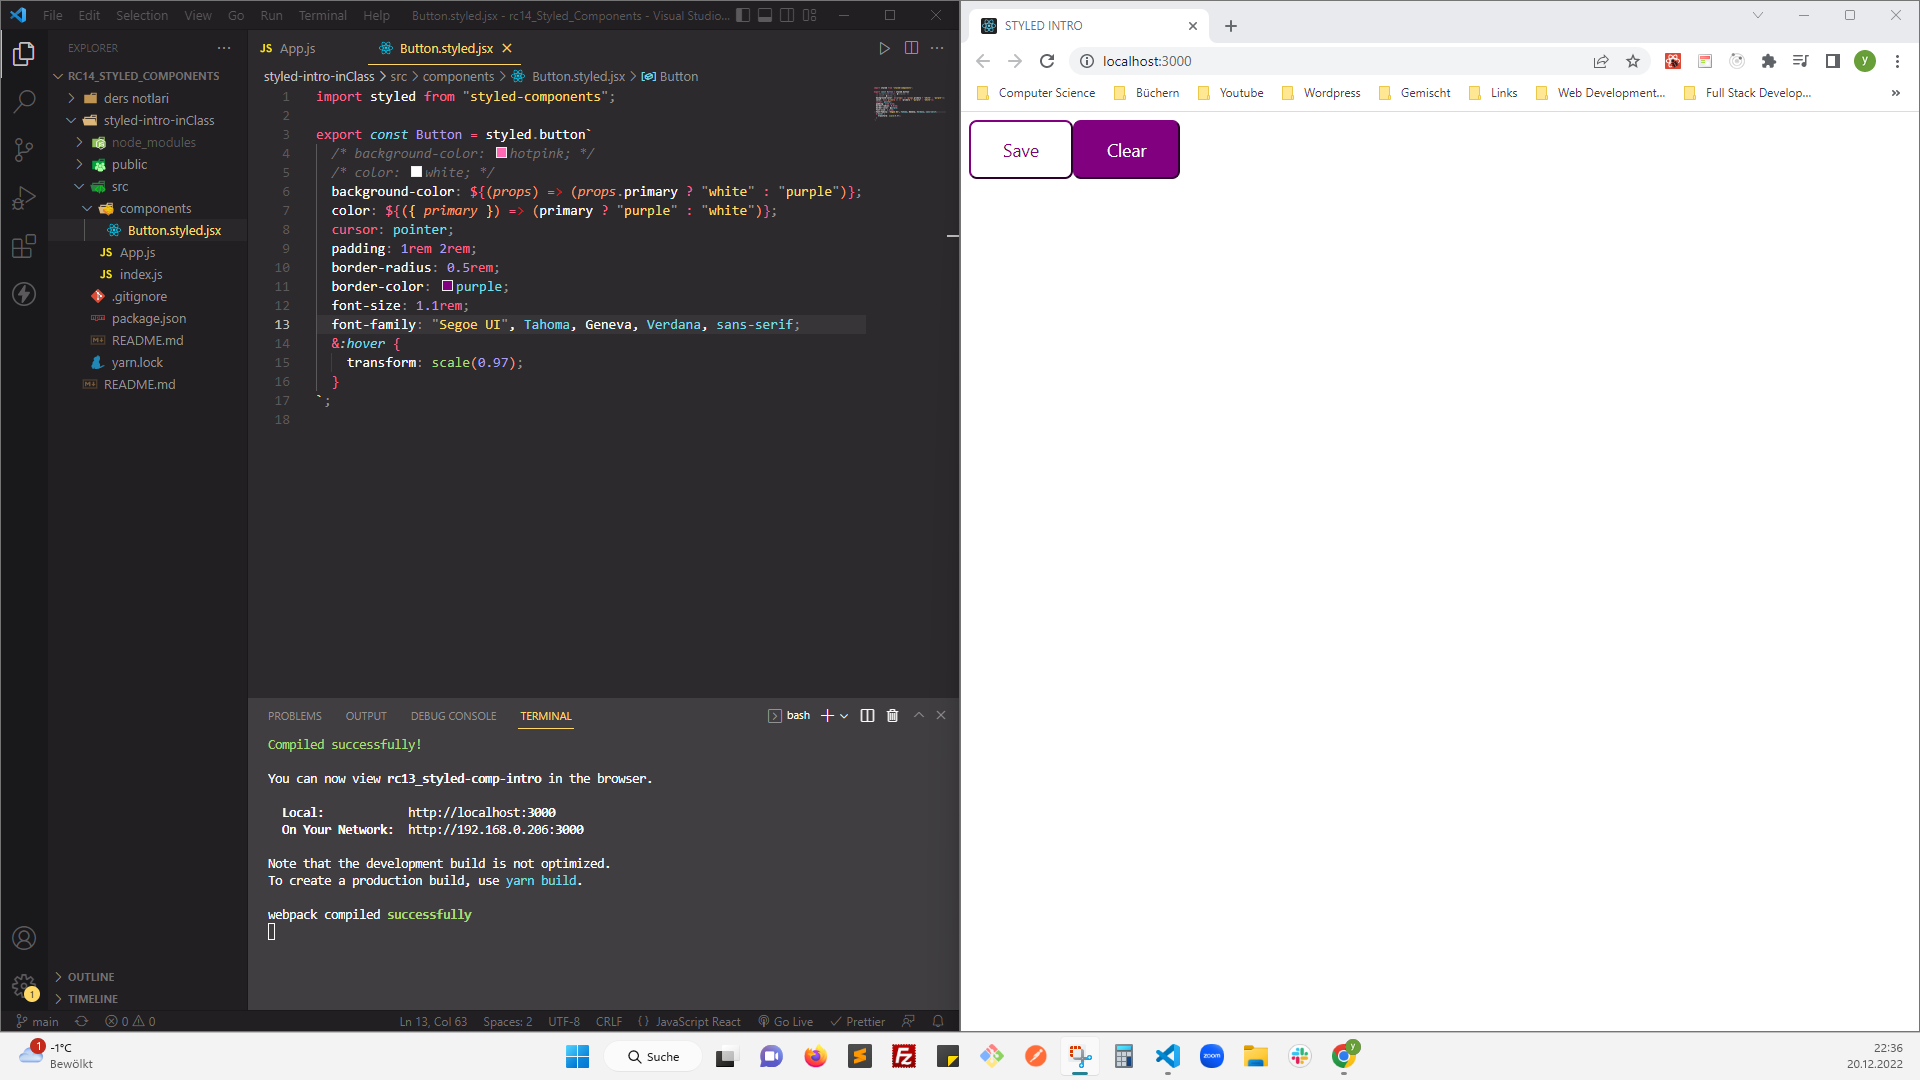 File Edit Selection View Go Run Terminal Help Button.styled.jsx - rc14_Styled_Components - Visual Studio...
EXPLORER
RC14_STYLED_COMPONENTS
ders notlari
styled-intro-inClass
node_modules
public
src
components
Button.styled.jsx
JS App.js
JS index.js
.gitignore
package.json
README.md
yarn.lock
README.md
OUTLINE
TIMELINE
JS App.js Button.styled.jsx
styled-intro-inClass > src > components > Button.styled.jsx > Button
1 import styled from "styled-components";
2
3 export const Button = styled.button`
4 /* background-color: hotpink; */
5 /* color: white; */
6 background-color: ${(props) => (props.primary ? "white" : "purple")};
7 color: ${({ primary }) => (primary ? "purple" : "white")};
8 cursor: pointer;
9 padding: 1rem 2rem;
10 border-radius: 0.5rem;
11 border-color: purple;
12 font-size: 1.1rem;
13 font-family: "Segoe UI", Tahoma, Geneva, Verdana, sans-serif;
14 &:hover {
15 transform: scale(0.97);
16 }
17 `;
18
PROBLEMS OUTPUT DEBUG CONSOLE TERMINAL bash
Compiled successfully!
You can now view rc13_styled-comp-intro in the browser.
Local: http://localhost:3000
On Your Network: http://192.168.0.206:3000
Note that the development build is not optimized.
To create a production build, use yarn build.
webpack compiled successfully
1
main 0 0 Ln 13, Col 63 Spaces: 2 UTF-8 CRLF {} JavaScript React Go Live Prettier
STYLED INTRO
localhost:3000 y
Computer Science Büchern Youtube Wordpress Gemischt Links Web Development... Full Stack Develop... »
Save Clear
1 -1°C
Bewölkt
Suche
zoom
y
22:36
20.12.2022